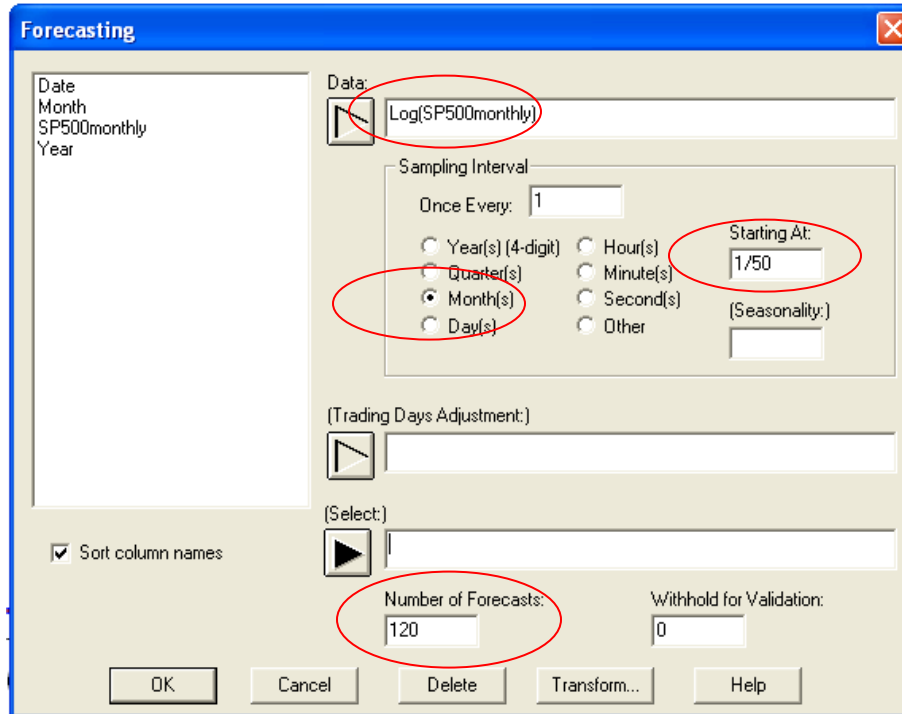 Forecasting
Date
Month
SP500monthly
Year
Sort column names
Data:
Log(SP500monthly)
Sampling Interval
Once Every:
1
Year(s) (4-digit)
Quarter(s)
Month(s)
Day(s)
Hour(s)
Minute(s)
Second(s)
Other
Starting At:
1/50
(Seasonality:)
(Trading Days Adjustment:)
(Select:)
Number of Forecasts:
120
Withhold for Validation:
0
OK
Cancel
Delete
Transform...
Help